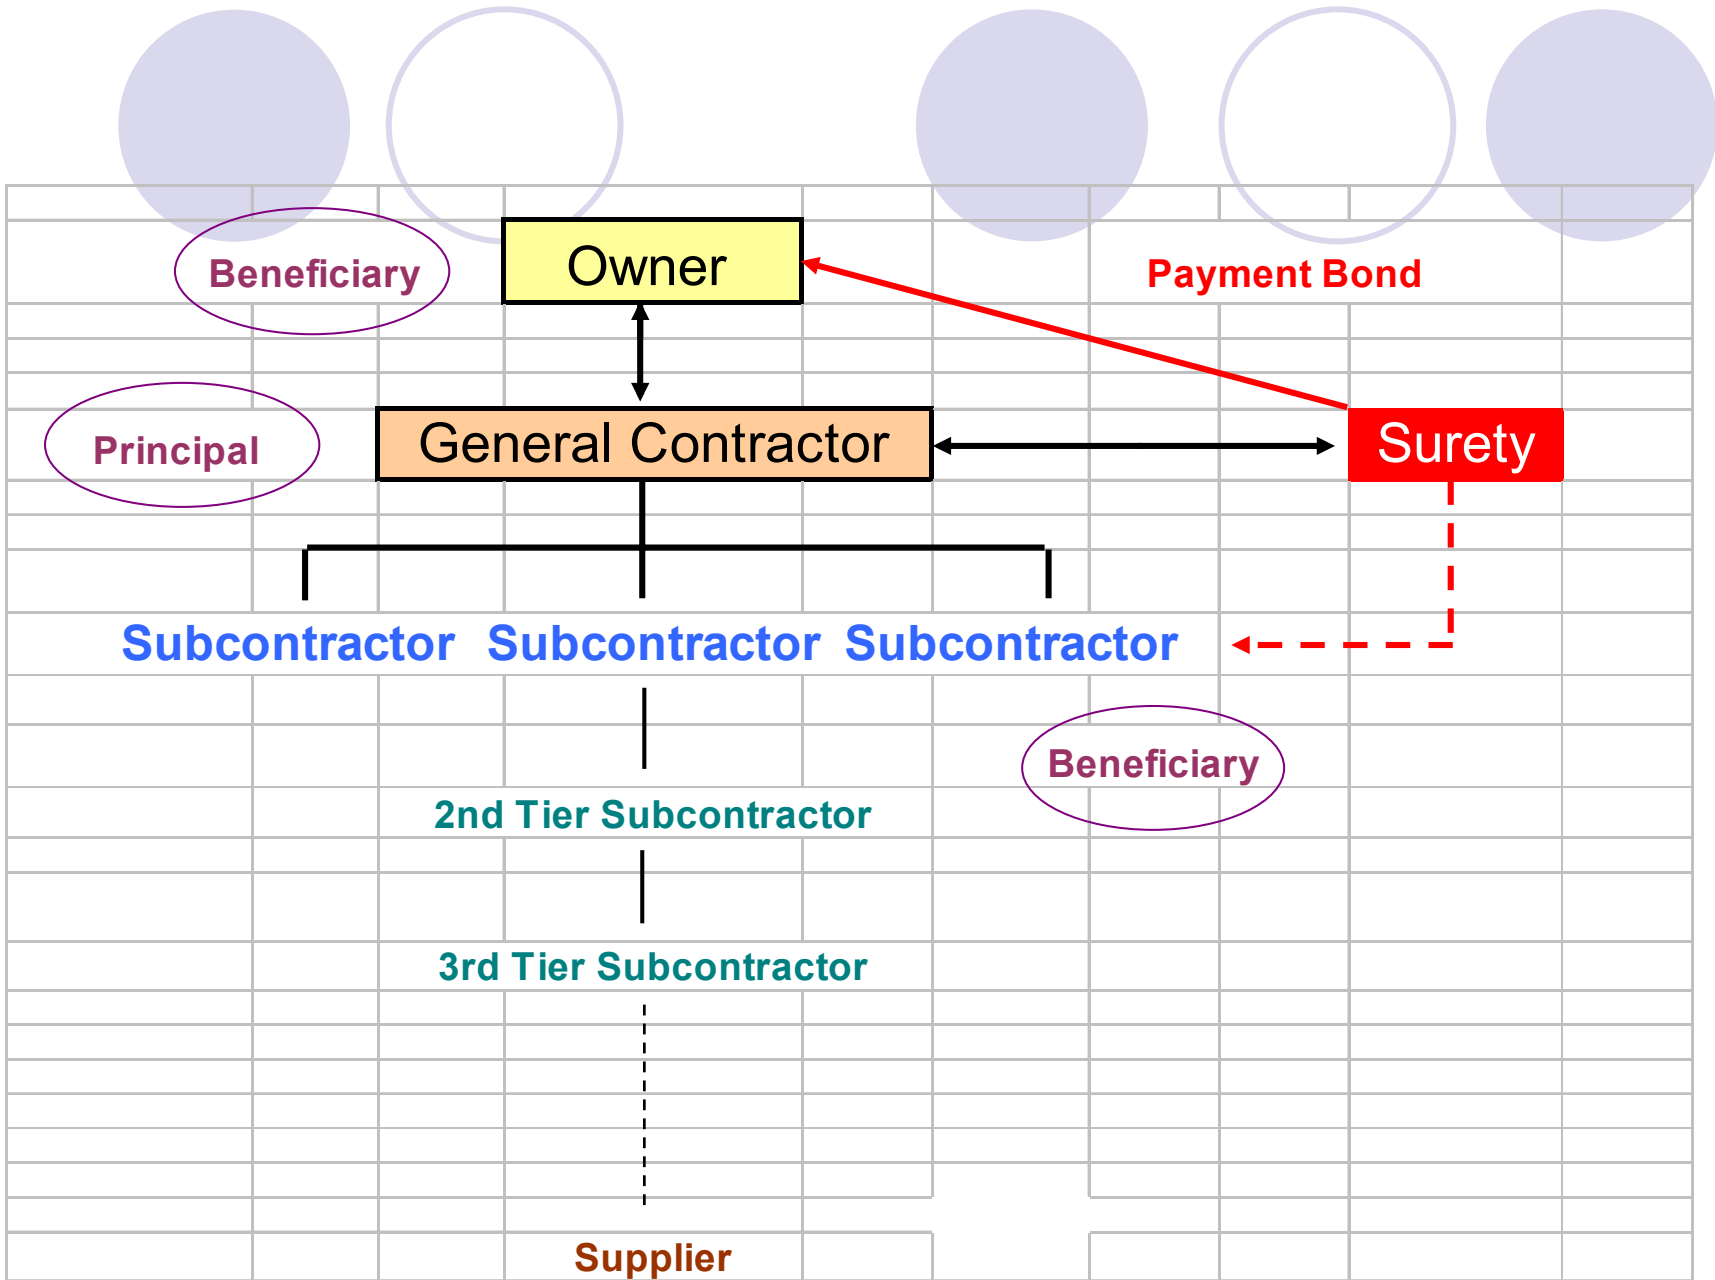 Beneficiary
Owner
Payment Bond
Principal
General Contractor
Surety
Subcontractor Subcontractor Subcontractor
Beneficiary
2nd Tier Subcontractor
3rd Tier Subcontractor
Supplier